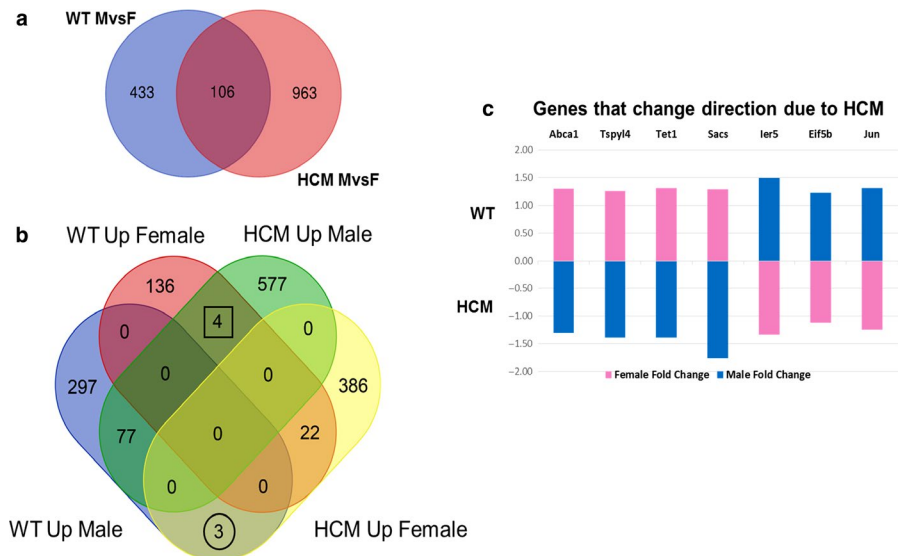 a
WT MvsF
433
106
963
HCM MvsF
b
WT Up Female
HCM Up Male
136
577
0
4
0
297
0
0
386
77
0
22
0
0
WT Up Male
3
HCM Up Female
c
Genes that change direction due to HCM
Abca1 Tspyl4 Tet1 Sacs Ier5 Eif5b Jun
2.00
1.50
1.00
WT
0.50
0.00
−0.50
HCM
−1.00
−1.50
−2.00
Female Fold Change Male Fold Change